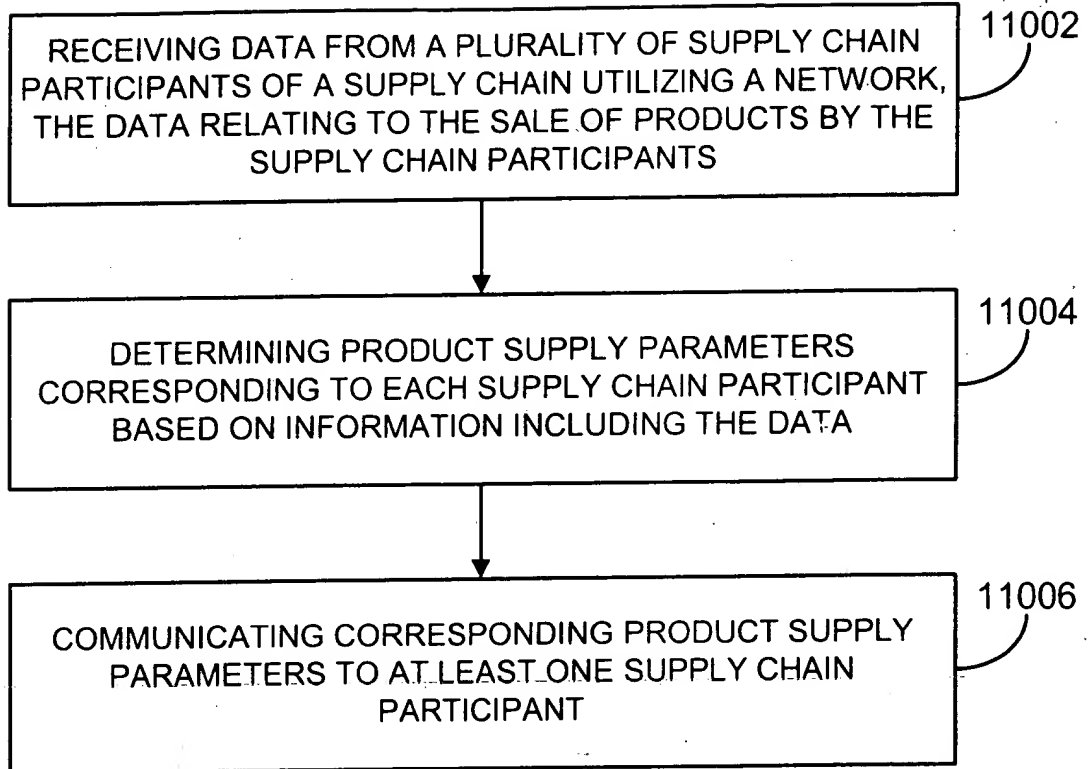 RECEIVING DATA FROM A PLURALITY OF SUPPLY CHAIN
PARTICIPANTS OF A SUPPLY CHAIN UTILIZING A NETWORK,
THE DATA RELATING TO THE SALE OF PRODUCTS BY THE
SUPPLY CHAIN PARTICIPANTS
11002
DETERMINING PRODUCT SUPPLY PARAMETERS
CORRESPONDING TO EACH SUPPLY CHAIN PARTICIPANT
BASED ON INFORMATION INCLUDING THE DATA
11004
COMMUNICATING CORRESPONDING PRODUCT SUPPLY
PARAMETERS TO AT LEAST ONE SUPPLY CHAIN
PARTICIPANT
11006